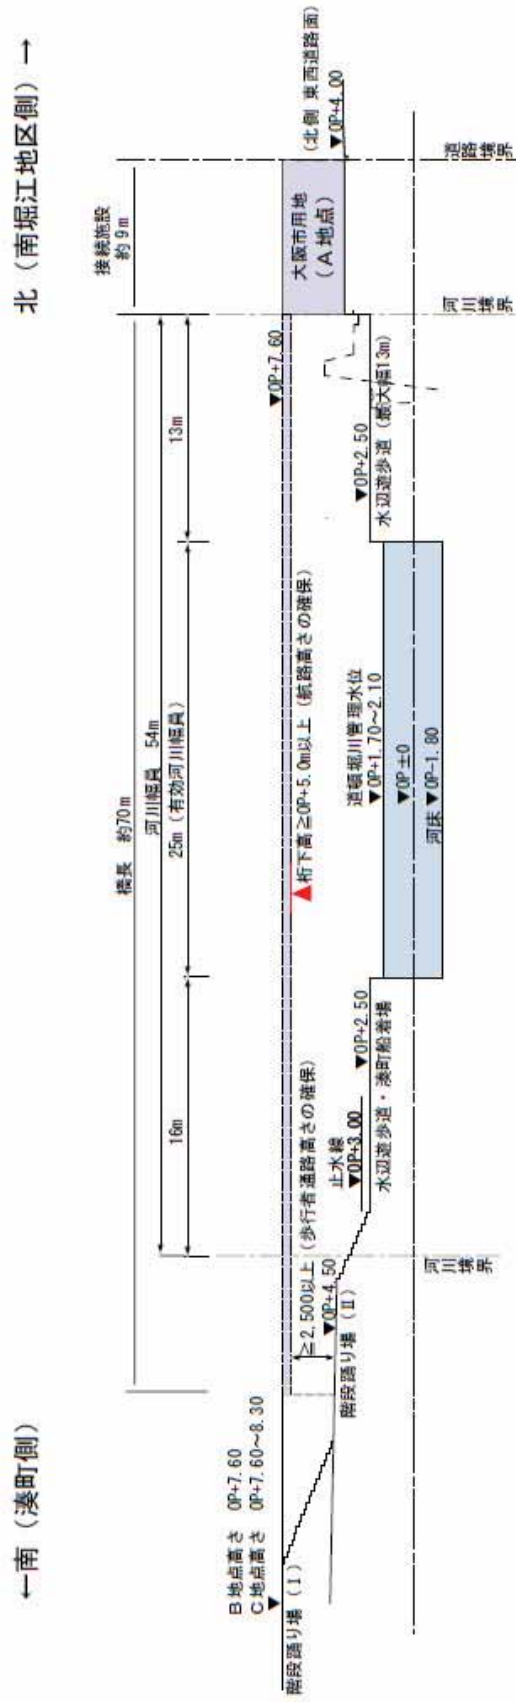 ←南（湊町側）
北（南堀江地区側）→
橋長　約70m
接続施設
約9m
河川幅員　54m
16m
25m（有効河川幅員）
13m
B地点高さ　OP+7.60
C地点高さ　OP+7.60～8.30
▼
階段踊り場（Ⅰ）
≧2,500以上（歩行者通路高さの確保）
▼OP+4.50
階段踊り場（Ⅱ）
止水線
▼OP+3.00
▼OP+2.50
水辺遊歩道・湊町船着場
河川
境界
▲桁下高≧OP+5.0m以上（航路高さの確保）
道頓堀川管理水位
▼OP+1.70～2.10
▼OP±0
河床 ▼OP-1.80
▼OP+7.60
▼OP+2.50
水辺遊歩道（最大幅13m）
河川
境界
大阪市用地
（A地点）
（北側 東西道路面）
▼OP+4.00
道路
境界